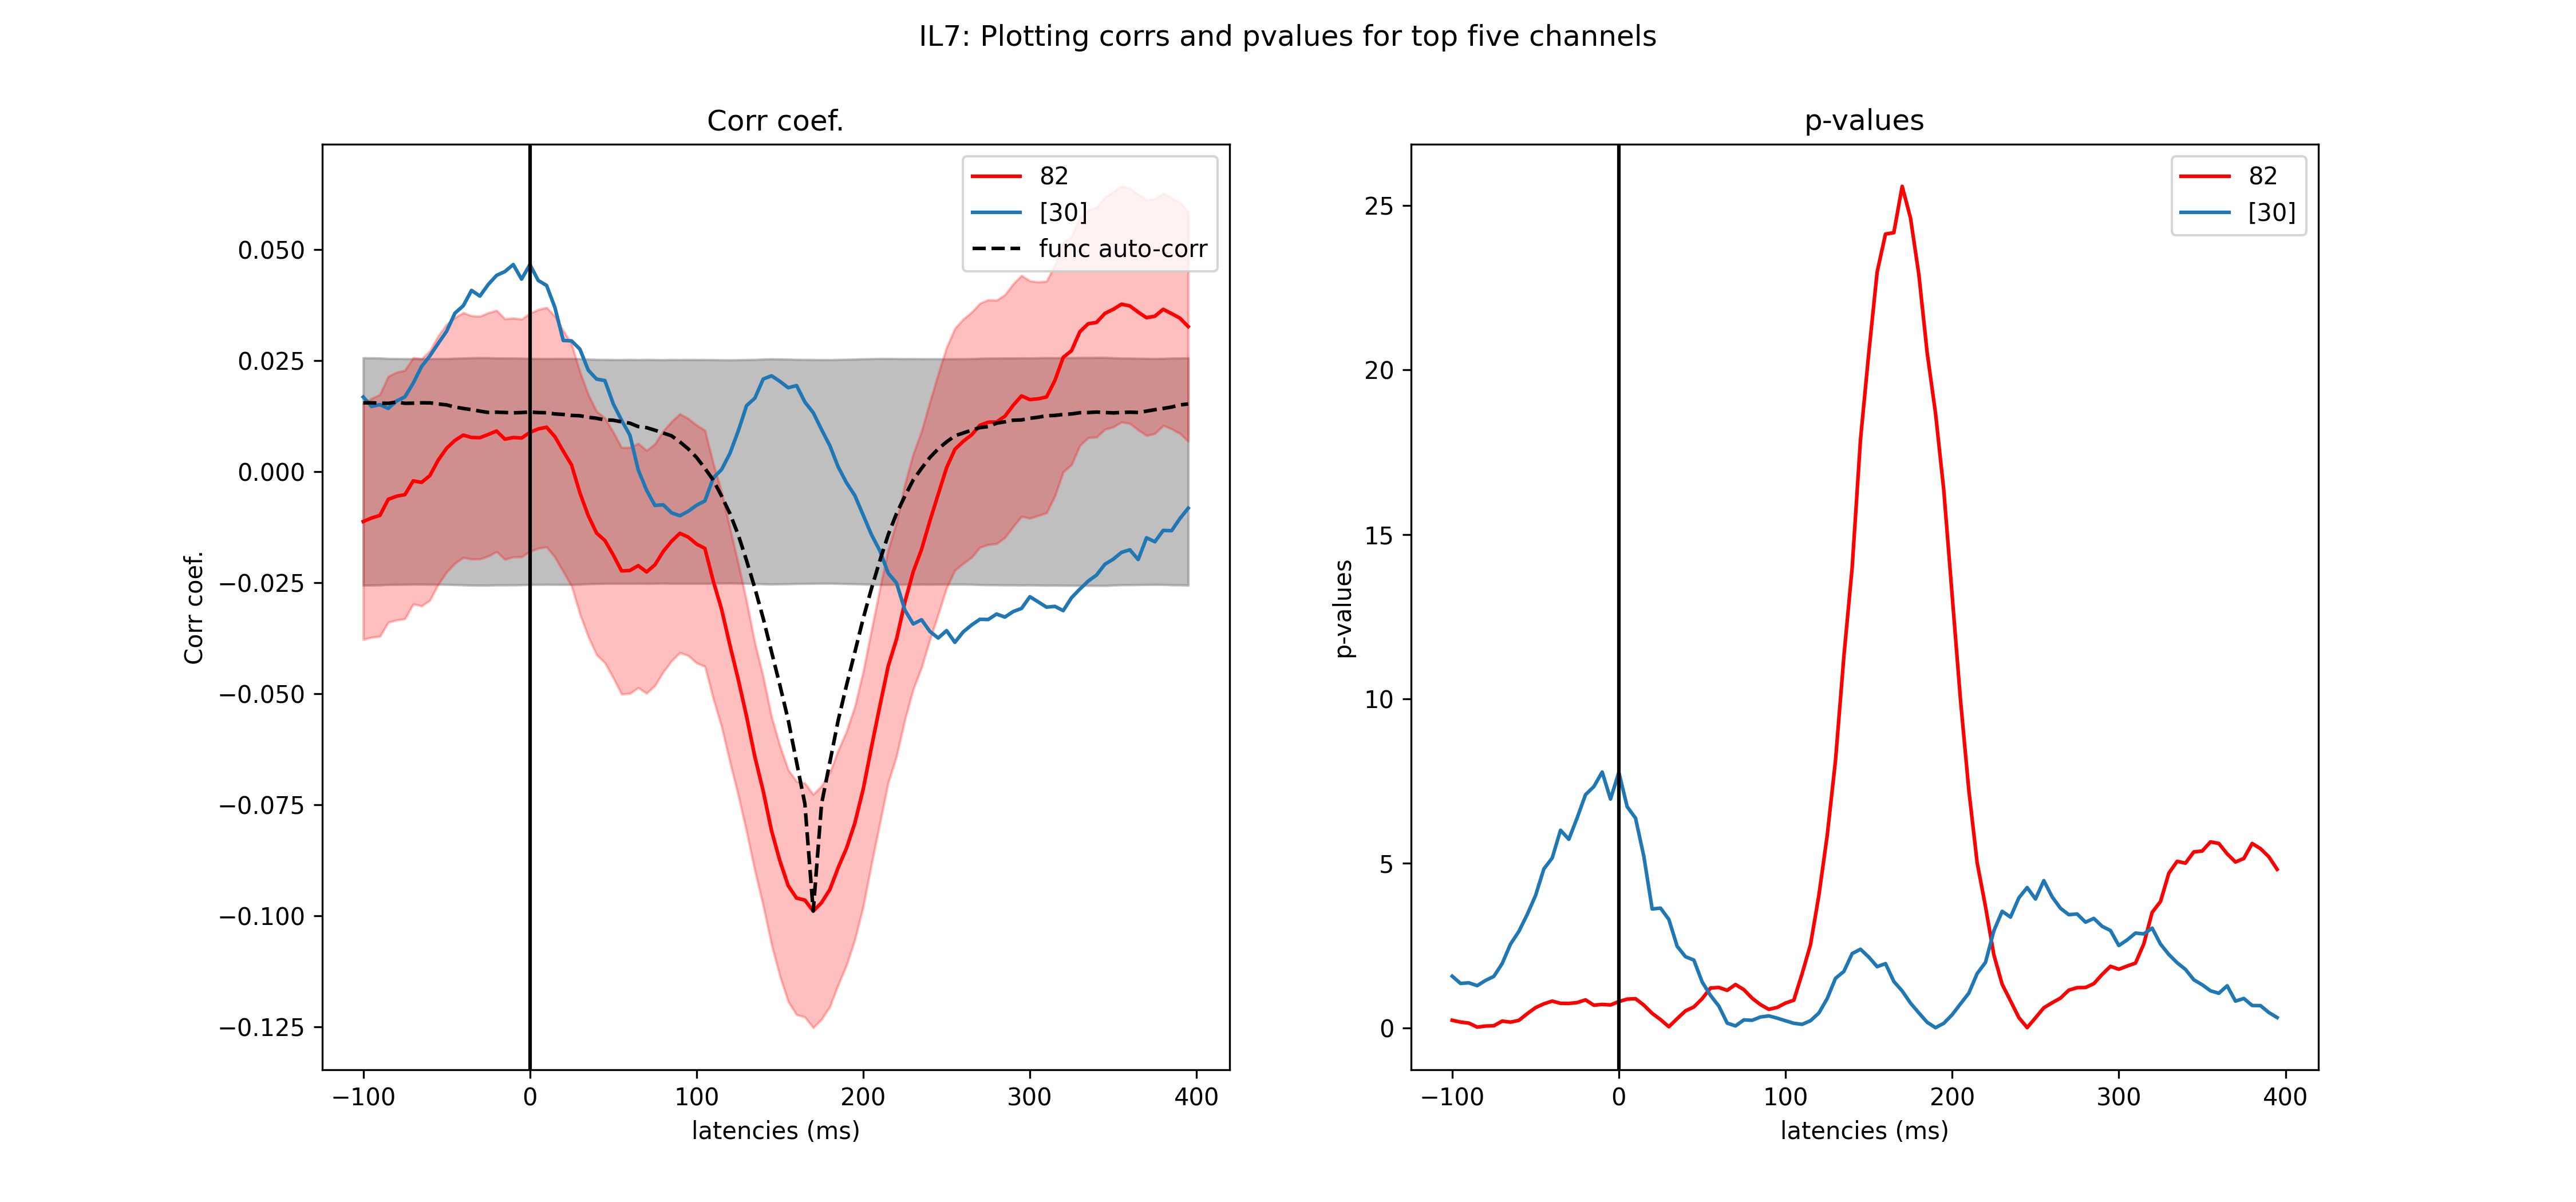 IL7: Plotting corrs and pvalues for top five channels
Corr coef.
82
[30]
func auto-corr
0.050
0.025
0.000
−0.025
−0.050
−0.075
−0.100
−0.125
Corr coef.
−100 0 100 200 300 400
latencies (ms)
p-values
82
[30]
25
20
15
10
5
0
p-values
−100 0 100 200 300 400
latencies (ms)